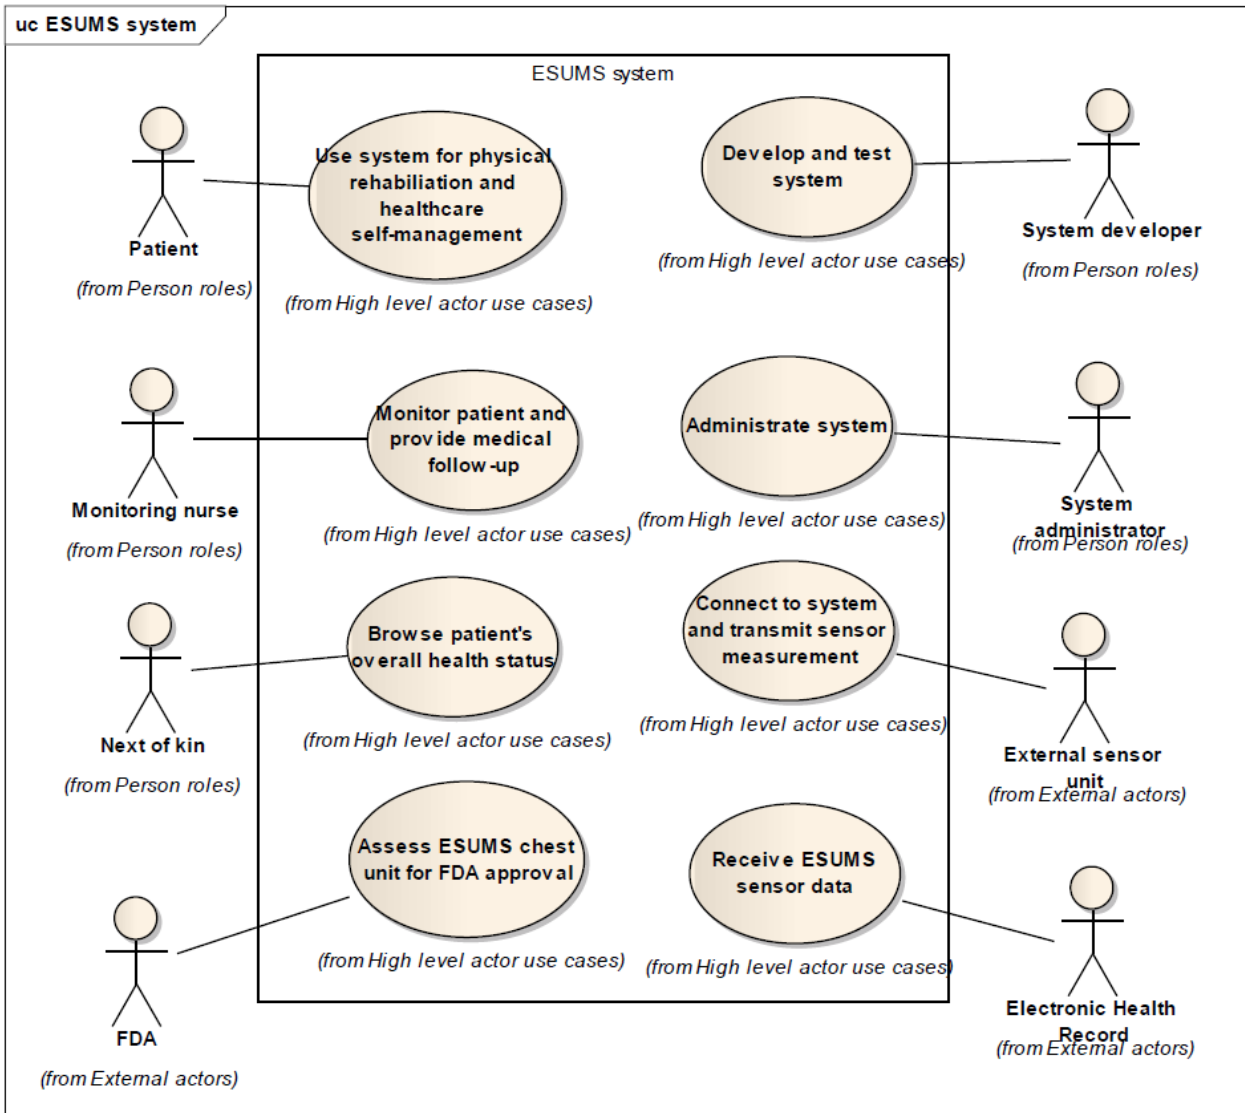 uc ESUMS system
ESUMS system
Use system for physical
rehabiliation and
healthcare
self-management
(from High level actor use cases)
Patient
(from Person roles)
Develop and test
system
(from High level actor use cases)
System developer
(from Person roles)
Monitor patient and
provide medical
follow-up
(from High level actor use cases)
Monitoring nurse
(from Person roles)
Administrate system
(from High level actor use cases)
System
administrator
(from Person roles)
Browse patient's
overall health status
(from High level actor use cases)
Next of kin
(from Person roles)
Connect to system
and transmit sensor
measurement
(from High level actor use cases)
External sensor
unit
(from External actors)
Assess ESUMS chest
unit for FDA approval
(from High level actor use cases)
FDA
(from External actors)
Receive ESUMS
sensor data
(from High level actor use cases)
Electronic Health
Record
(from External actors)